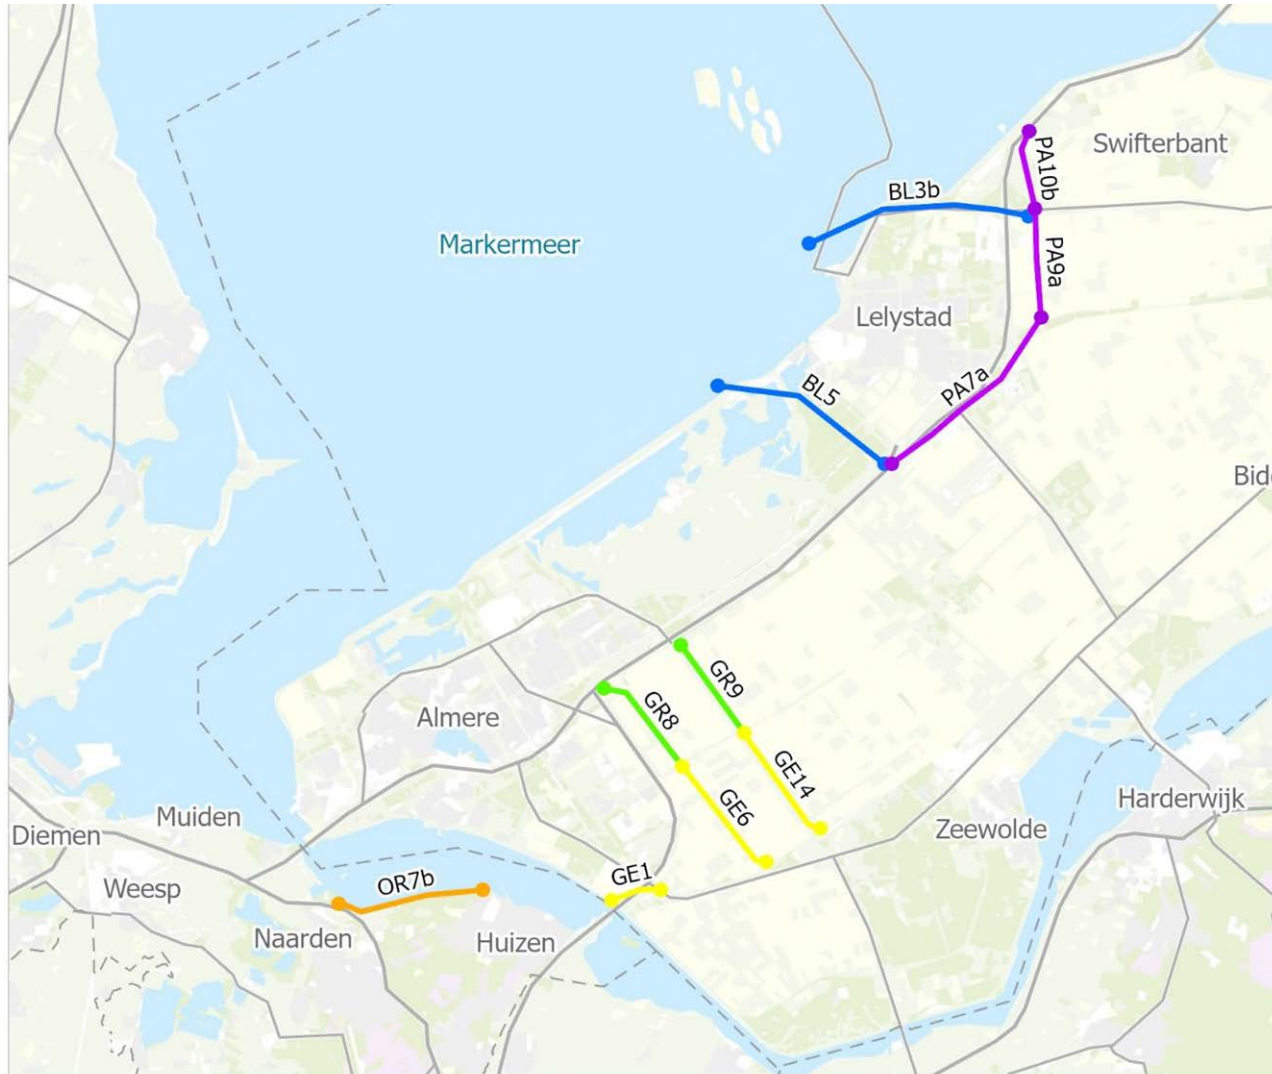 Swifterbant
PA10b
BL3b
Markermeer
PA9a
Lelystad
PA7a
BL5
Bidd
GR9
GR8
Almere
GE14
GE6
Harderwijk
Muiden
Zeewolde
Diemen
GE1
OR7b
Weesp
Naarden
Huizen